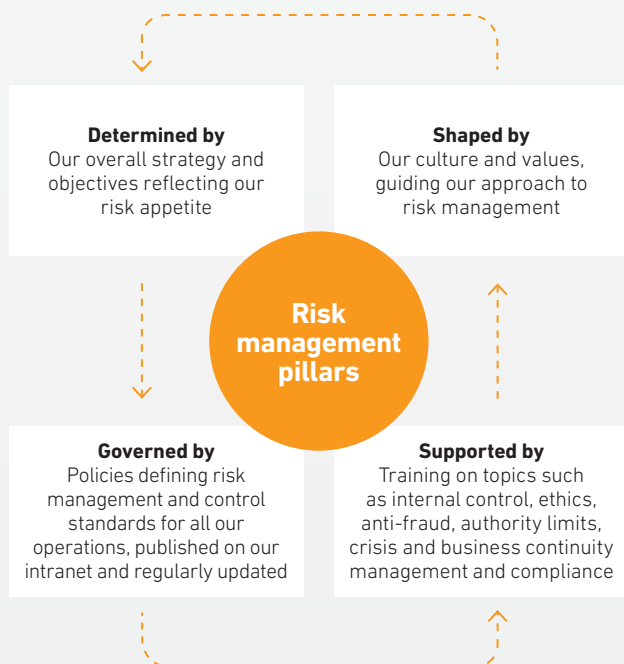 Determined by
Our overall strategy and
objectives reflecting our
risk appetite
Shaped by
Our culture and values,
guiding our approach to
risk management
Risk
management
pillars
Governed by
Policies defining risk
management and control
standards for all our
operations, published on our
intranet and regularly updated
Supported by
Training on topics such
as internal control, ethics,
anti-fraud, authority limits,
crisis and business continuity
management and compliance